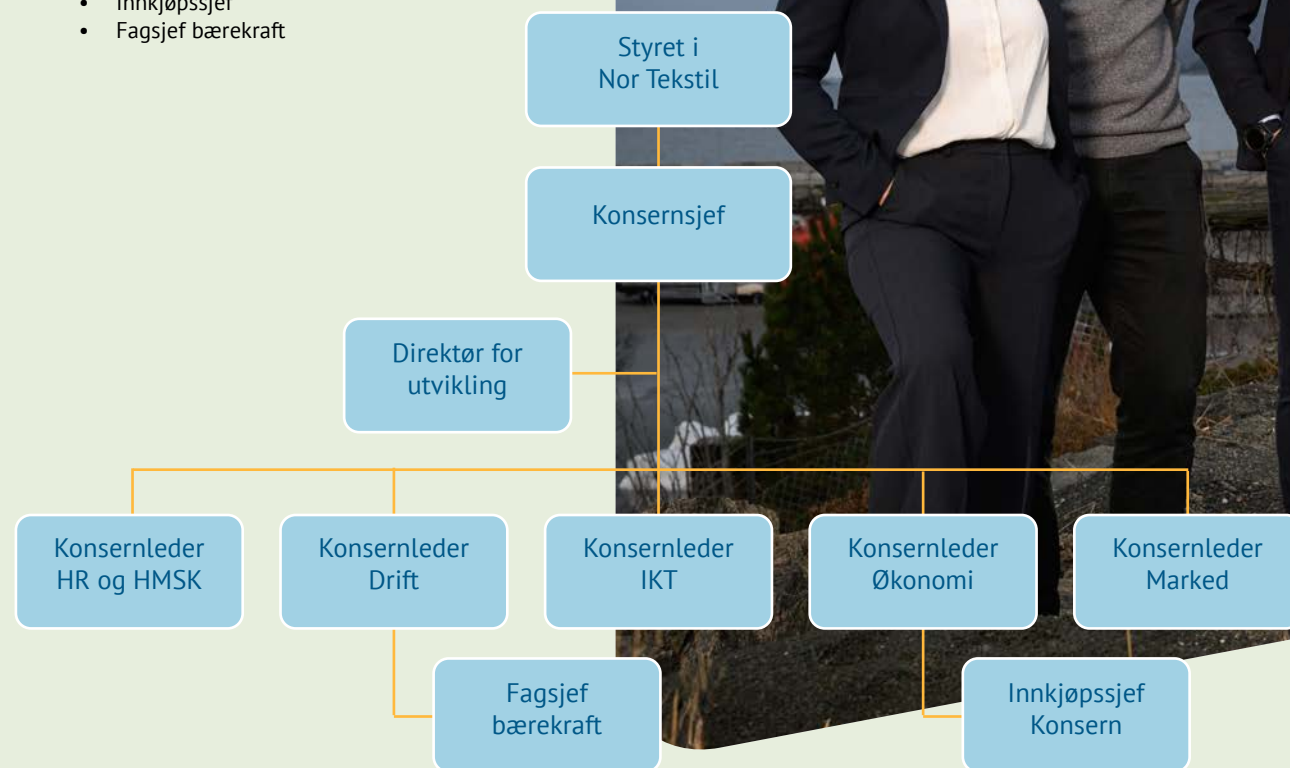 • Innkjøpssjef
• Fagsjef bærekraft
Styret i
Nor Tekstil
Konsernsjef
Direktør for
utvikling
Konsernleder
HR og HMSK
Konsernleder
Drift
Konsernleder
IKT
Konsernleder
Økonomi
Konsernleder
Marked
Fagsjef
bærekraft
Innkjøpssjef
Konsern